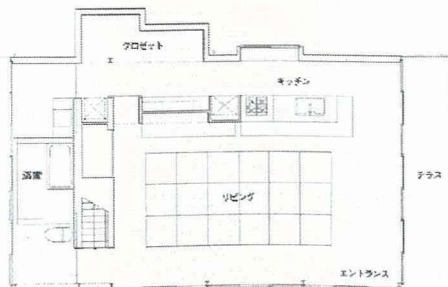 クロゼット
キッチン
浴室
テラス
リビング
エントランス